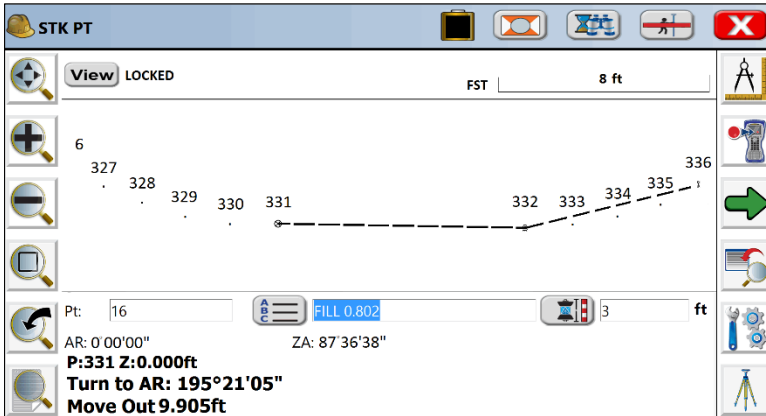 STK PT
View LOCKED
FST 8 ft
6
327
328
329
330
331
332
333
334
335
336
Pt: 16 A B C FILL 0.802 3 ft
AR: 0°00'00" ZA: 87°36'38"
P:331 Z:0.000ft
Turn to AR: 195°21'05"
Move Out 9.905ft